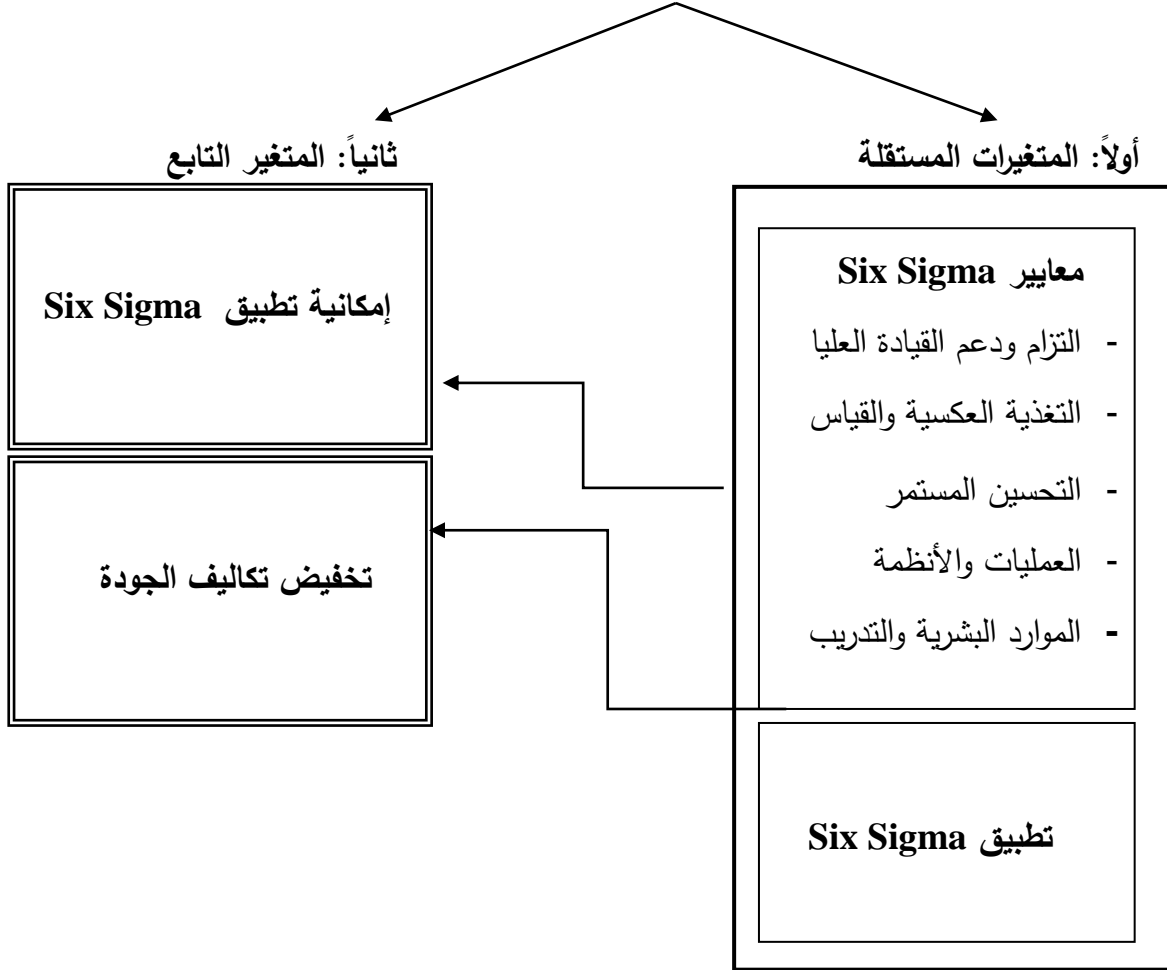 أولاً: المتغيرات المستقلة
ثانياً: المتغير التابع
معايير Six Sigma
- التزام ودعم القيادة العليا
- التغذية العكسية والقياس
- التحسين المستمر
- العمليات والأنظمة
- الموارد البشرية والتدريب
تطبيق Six Sigma
إمكانية تطبيق Six Sigma
تخفيض تكاليف الجودة